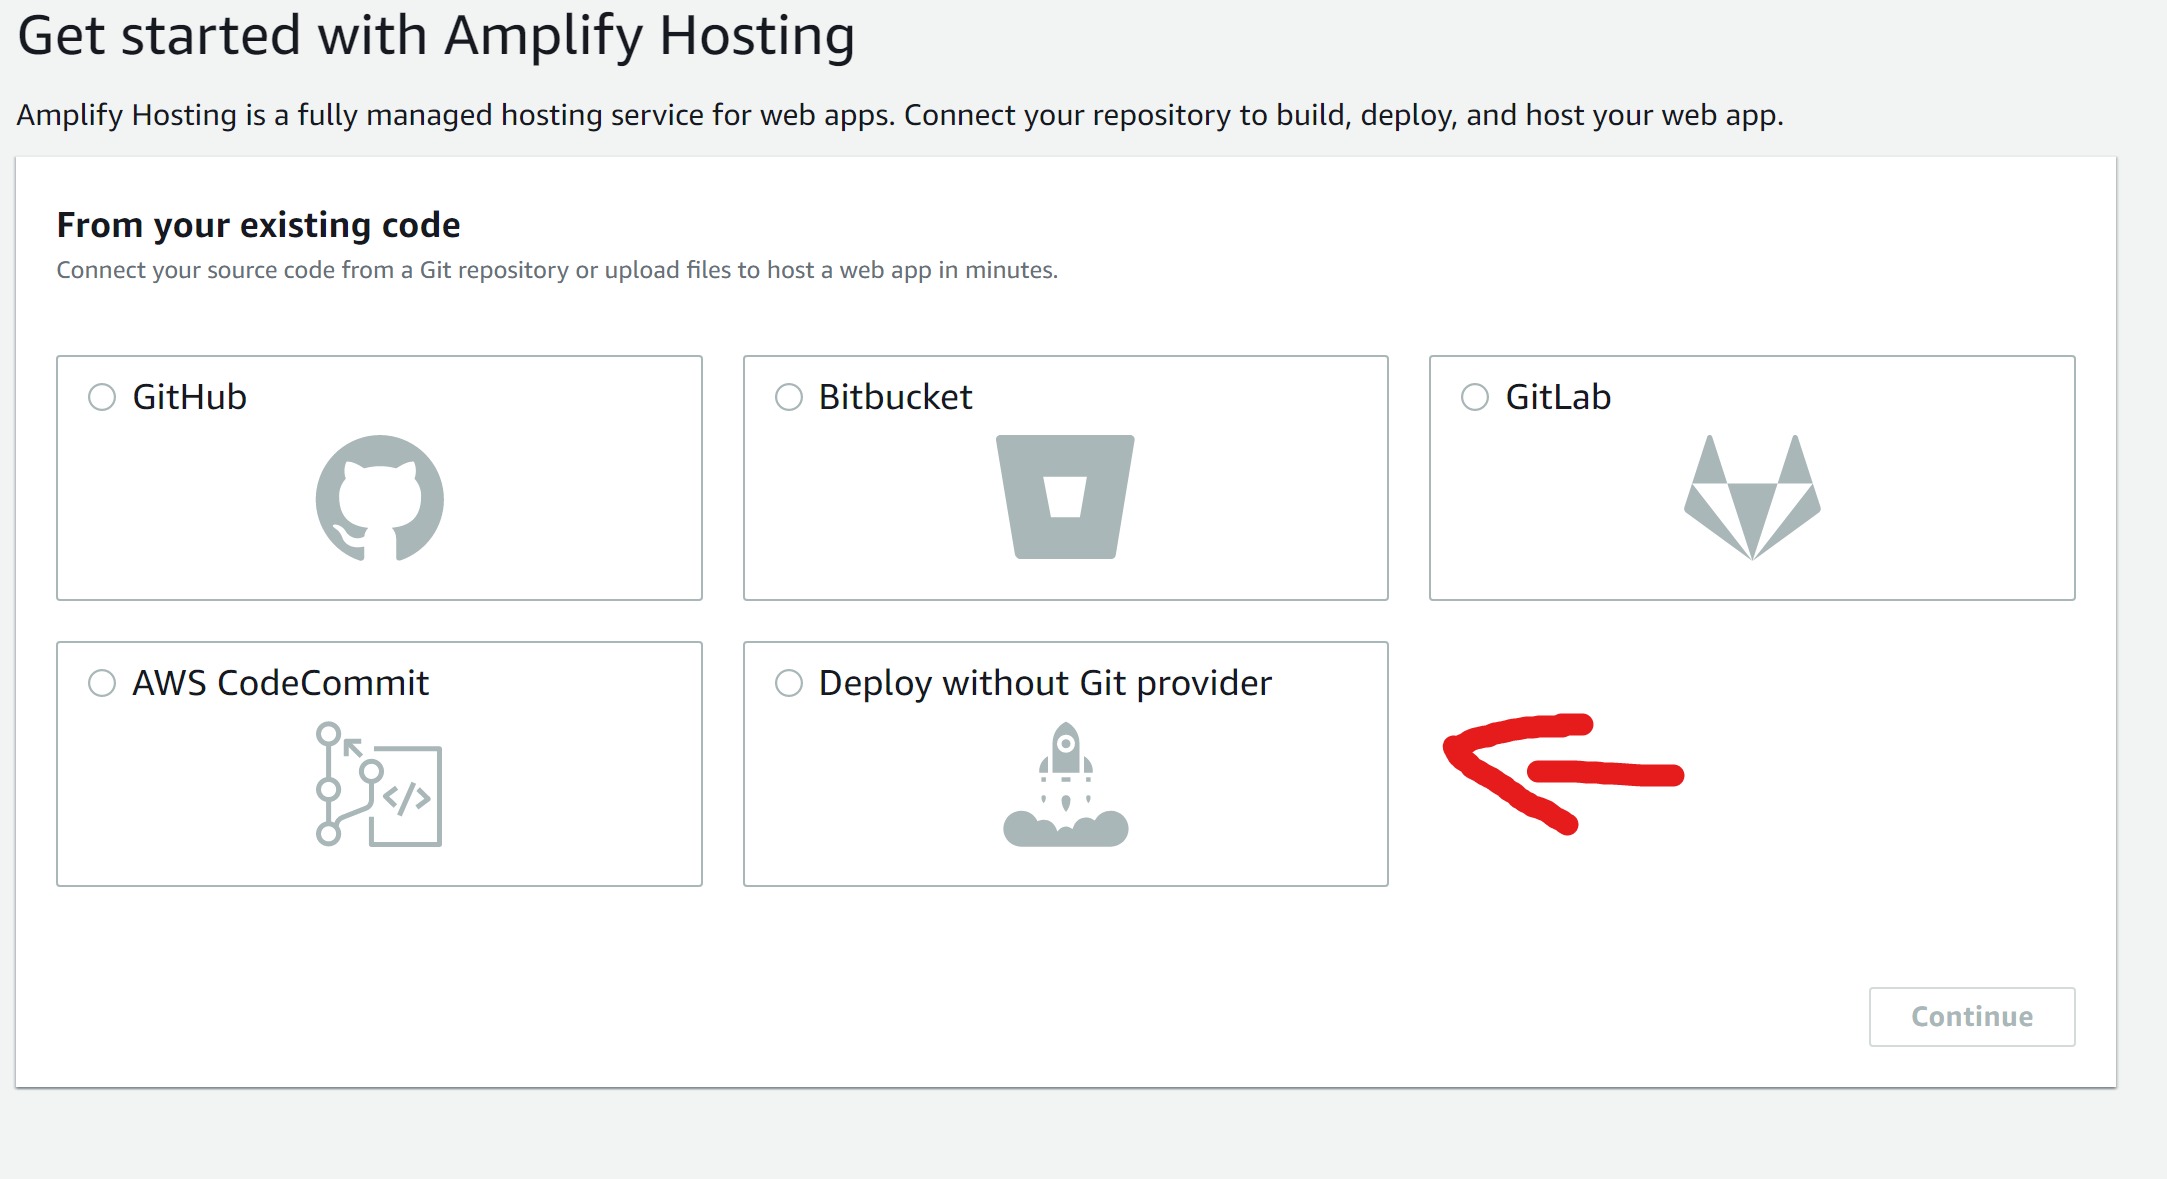 Get started with Amplify Hosting
Amplify Hosting is a fully managed hosting service for web apps. Connect your repository to build, deploy, and host your web app.
From your existing code
Connect your source code from a Git repository or upload files to host a web app in minutes.
GitHub
Bitbucket
GitLab
AWS CodeCommit
</>
Deploy without Git provider
Continue